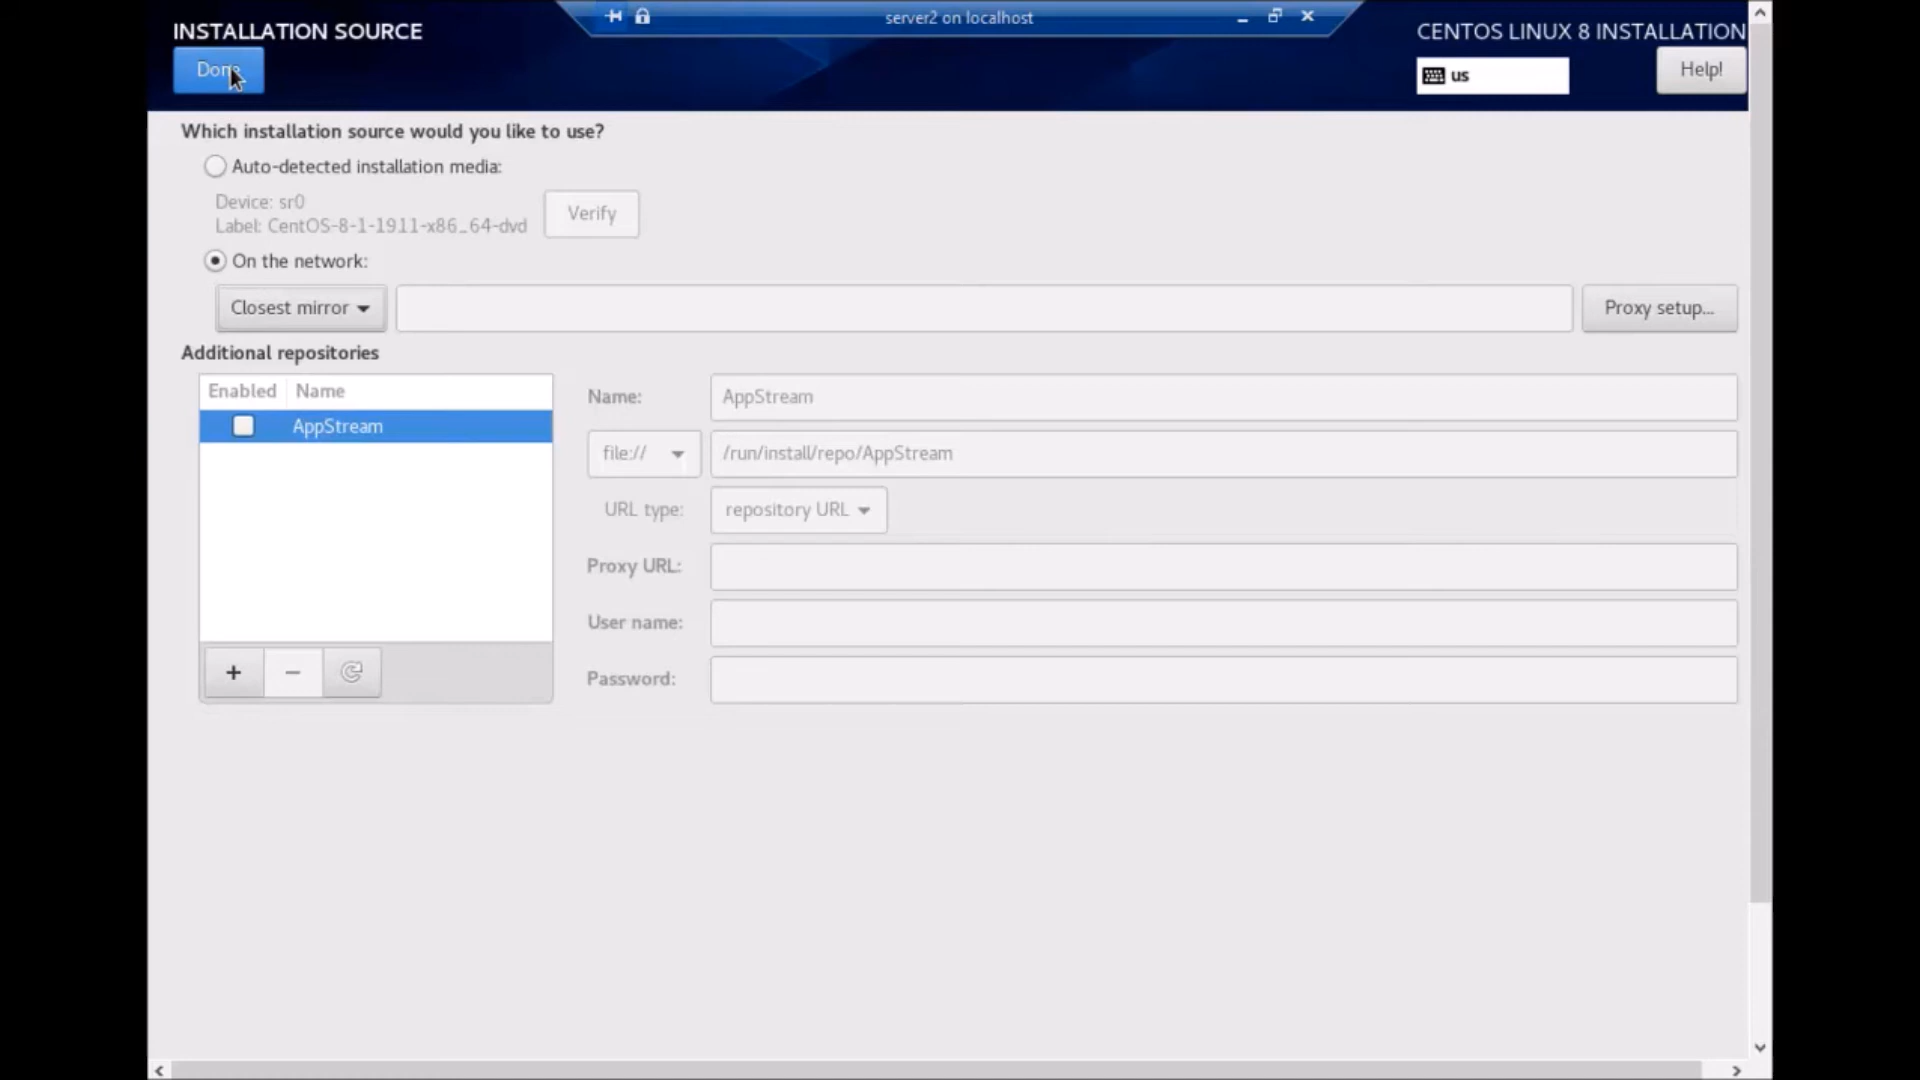 INSTALLATION SOURCE
server2 on localhost
CENTOS LINUX 8 INSTALLATION
Done
us
Help!
Which installation source would you like to use?
Auto-detected installation media:
Device: sr0
Label: CentOS-8-1-1911-x86_64-dvd
Verify
On the network:
Closest mirror
Proxy setup...
Additional repositories
Enabled Name
AppStream
Name: AppStream
file:// /run/install/repo/AppStream
URL type: repository URL
Proxy URL:
User name:
Password: